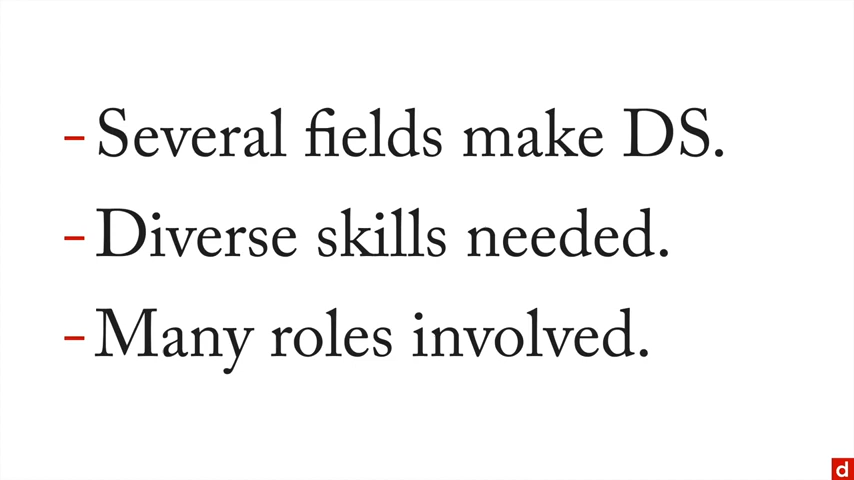 - Several fields make DS.
- Diverse skills needed.
- Many roles involved.
d